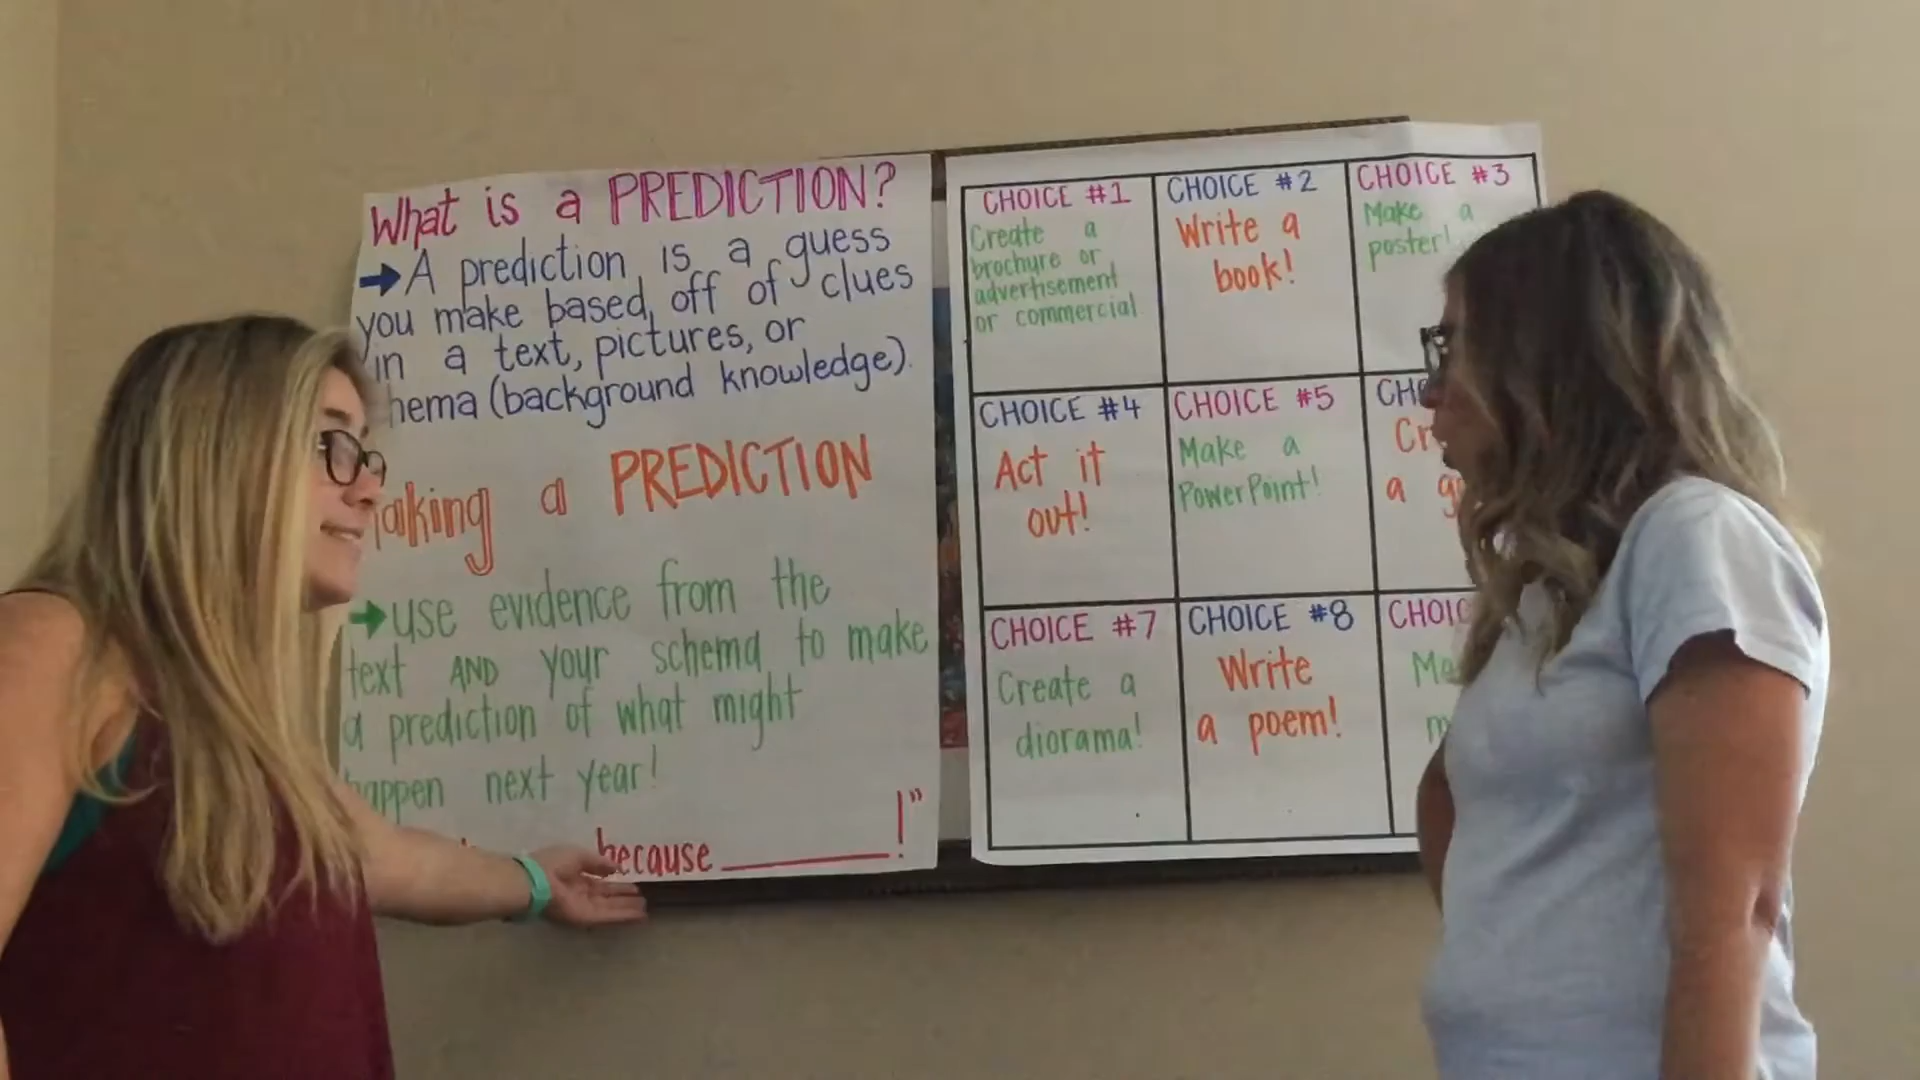 What is a PREDICTION?
A prediction is a guess
you make based off of clues
in a text, pictures, or
(background knowledge).
a PREDICTION
use evidence from the
text AND your schema to make
a prediction of what might
next year!
because ________!"
CHOICE #1
Create a
brochure or
advertisement
or commercial
CHOICE #2
Write a
book!
CHOICE #3
Make a
poster!
CHOICE #4
Act it
out!
CHOICE #5
Make a
PowerPoint!
a
CHOICE #7
Create a
diorama!
CHOICE #8
Write
a poem!